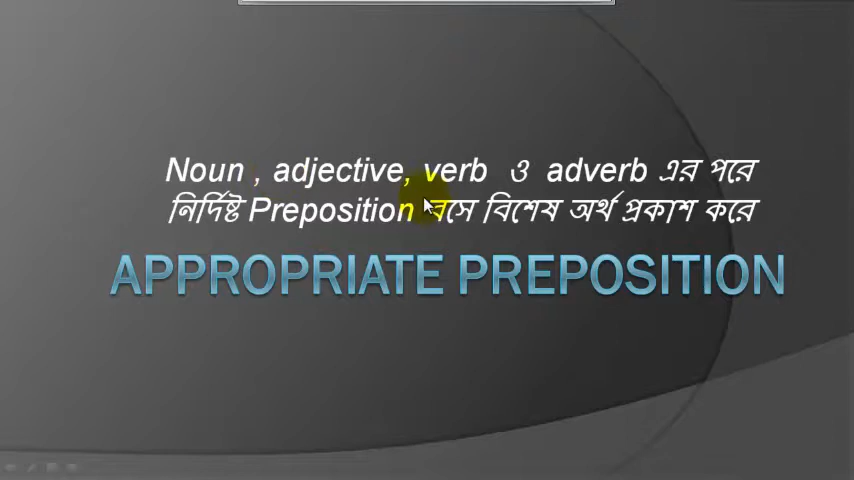 Noun , adjective, verb ও adverb এর পরে
নির্দিষ্ট Preposition বসে বিশেষ অর্থ প্রকাশ করে
APPROPRIATE PREPOSITION